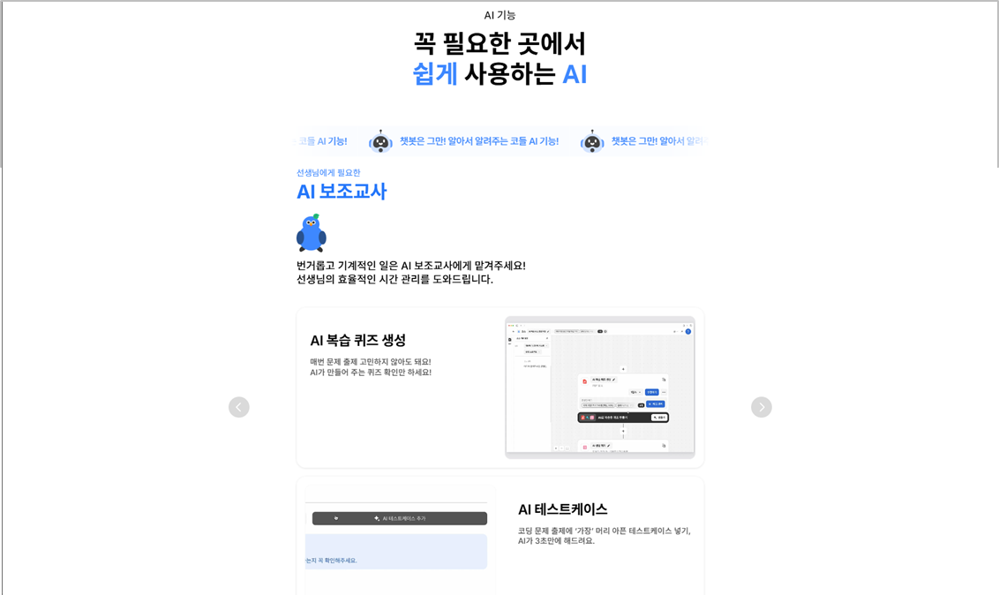 AI 기능
꼭 필요한 곳에서
쉽게 사용하는 AI
코들 AI 기능!
챗봇은 그만! 알아서 알려주는 코들 AI 기능!
챗봇은 그만! 알아서 알려
선생님에게 필요한
AI 보조교사
번거롭고 기계적인 일은 AI 보조교사에게 맡겨주세요!
선생님의 효율적인 시간 관리를 도와드립니다.
AI 복습 퀴즈 생성
매번 문제 출제 고민하지 않아도 돼요!
AI가 만들어 주는 퀴즈 확인만 하세요!
AI 테스트케이스 추가
는지 꼭 확인해주세요.
AI 테스트케이스
코딩 문제 출제에 '가장' 머리 아픈 테스트케이스 넣기,
AI가 3초만에 해드려요.